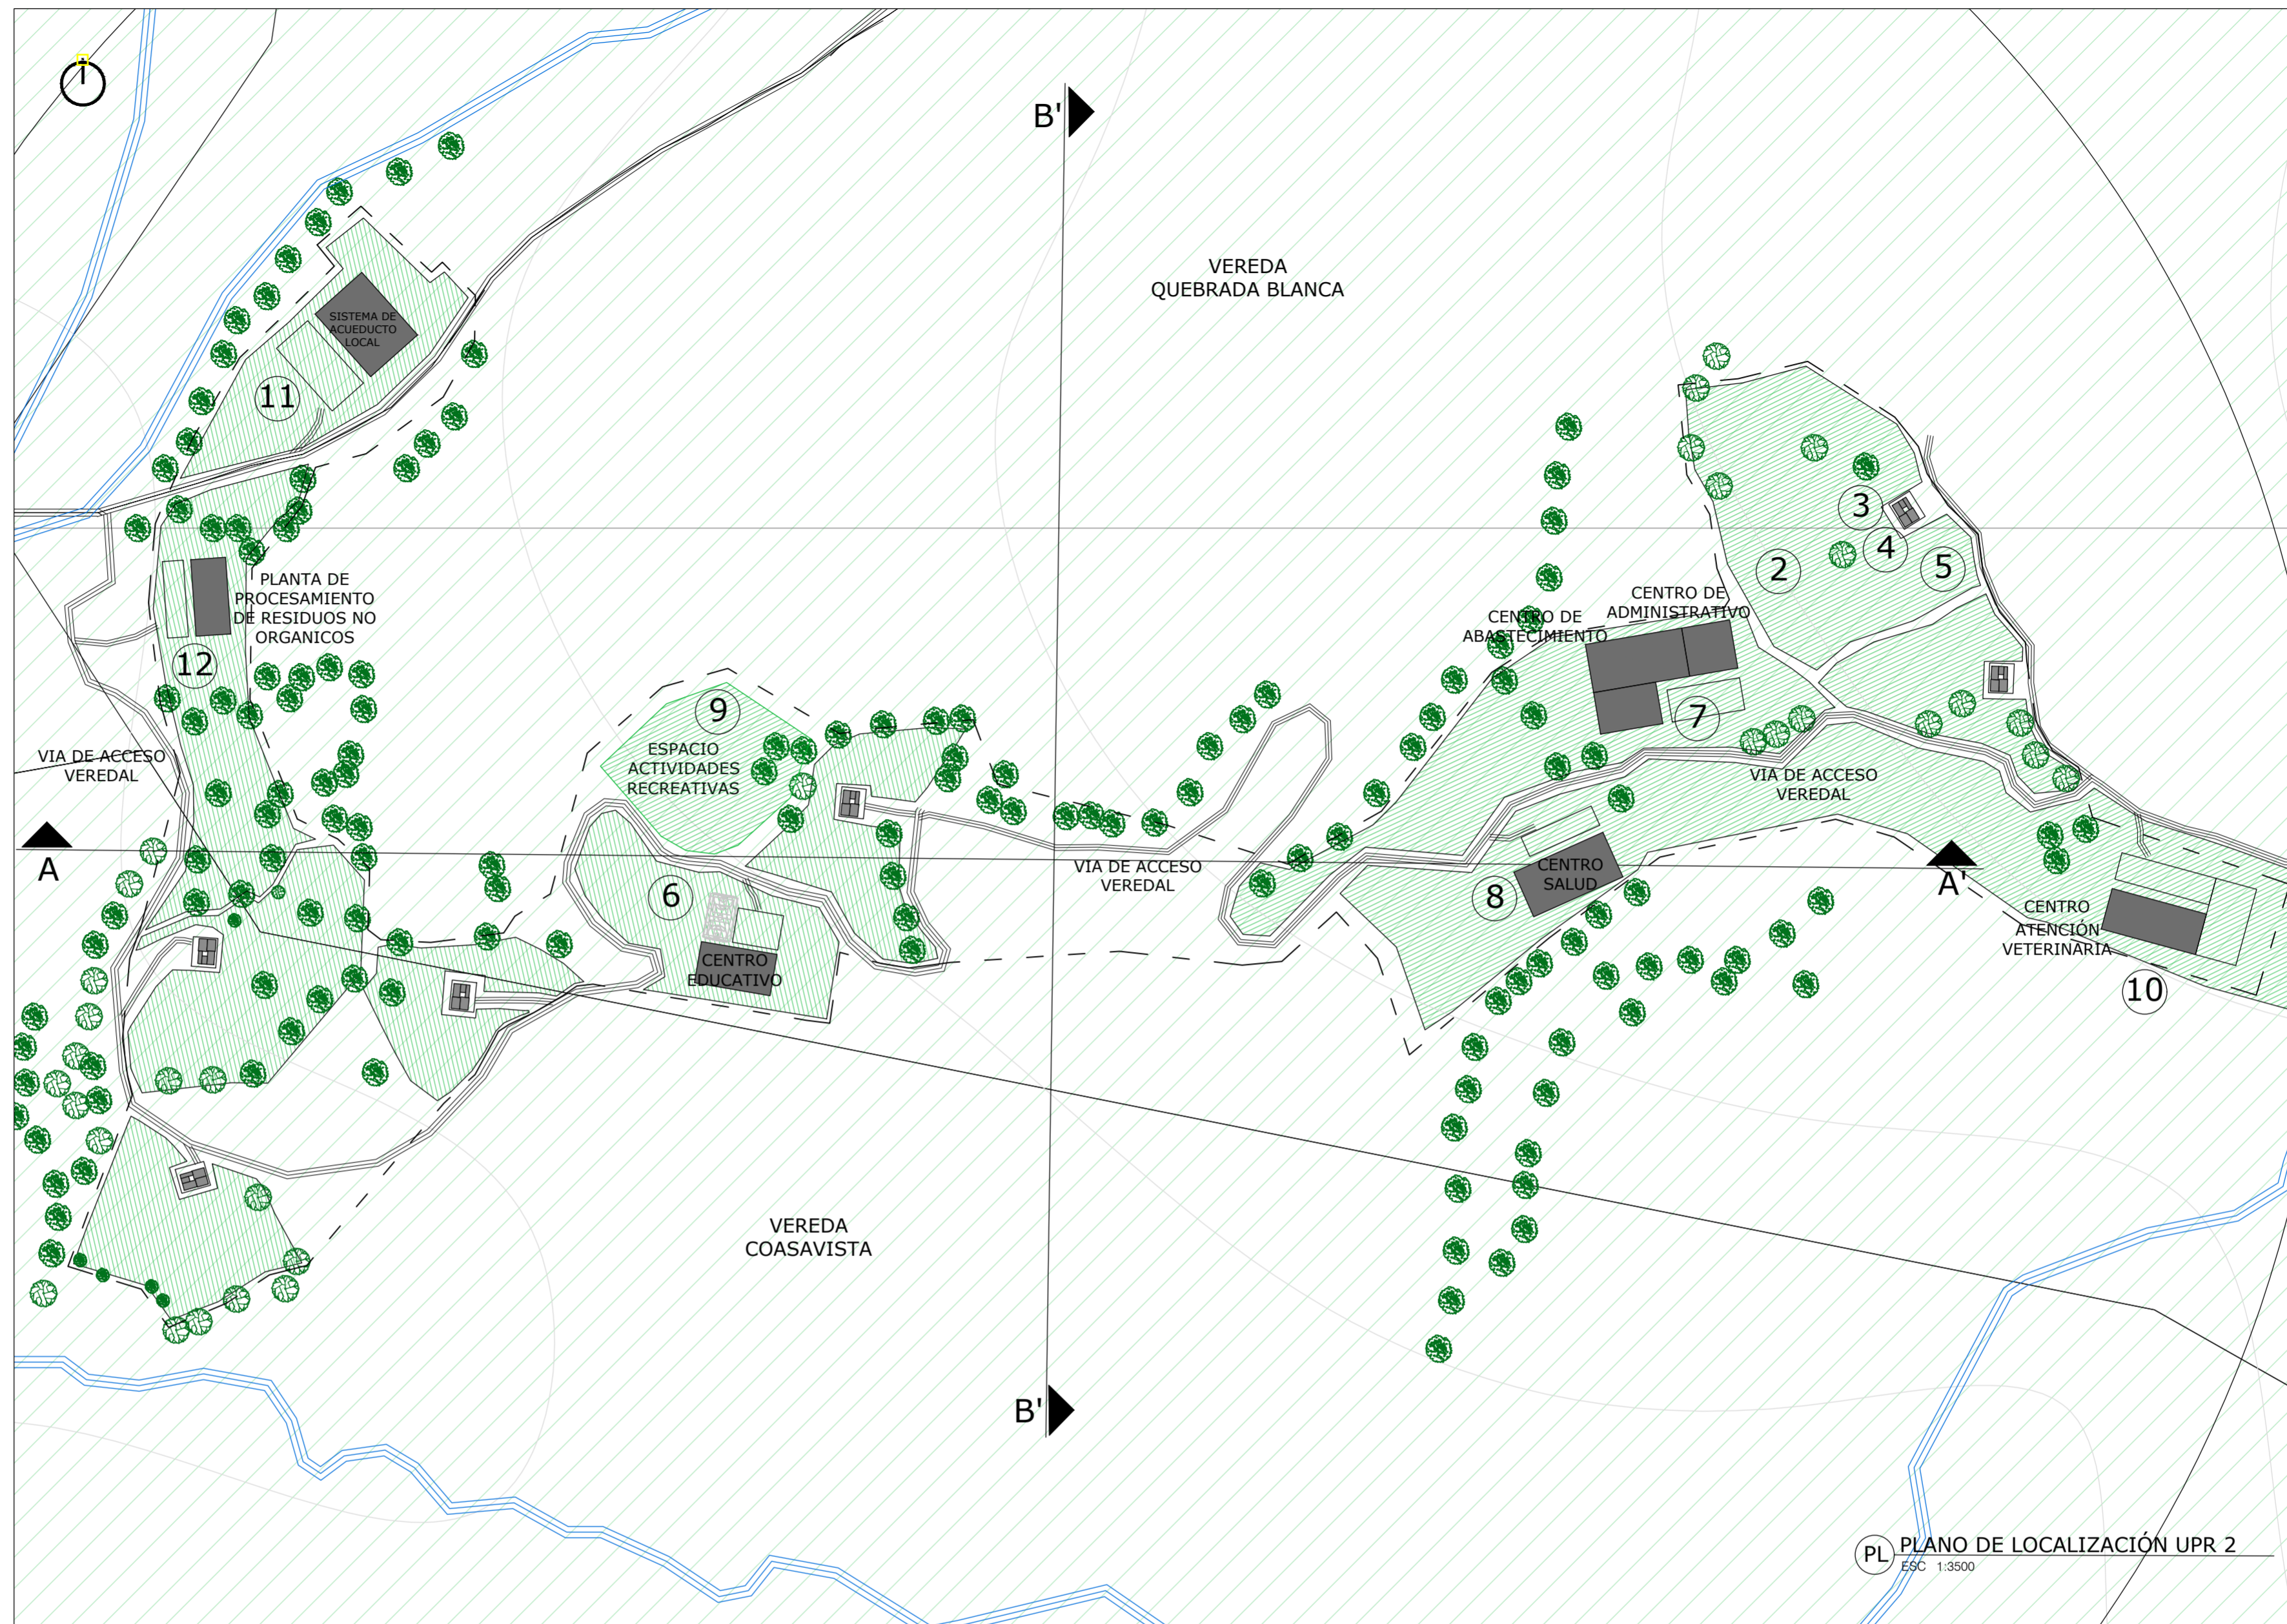 B'
VEREDA
QUEBRADA BLANCA
SISTEMA DE
ACUEDUCTO
LOCAL
11
3
4
5
2
PLANTA DE
PROCESAMIENTO
DE RESIDUOS NO
ORGANICOS
12
CENTRO DE
ADMINISTRATIVO
CENTRO DE
ABASTECIMIENTO
7
9
ESPACIO
ACTIVIDADES
RECREATIVAS
VIA DE ACCESO
VEREDAL
VIA DE ACCESO
VEREDAL
A
VIA DE ACCESO
VEREDAL
6
CENTRO
SALUD
8
A'
CENTRO
ATENCIÓN
VETERINARIA
10
CENTRO
EDUCATIVO
VEREDA
COASAVISTA
B'
PL
PLANO DE LOCALIZACIÓN UPR 2
ESC 1:3500